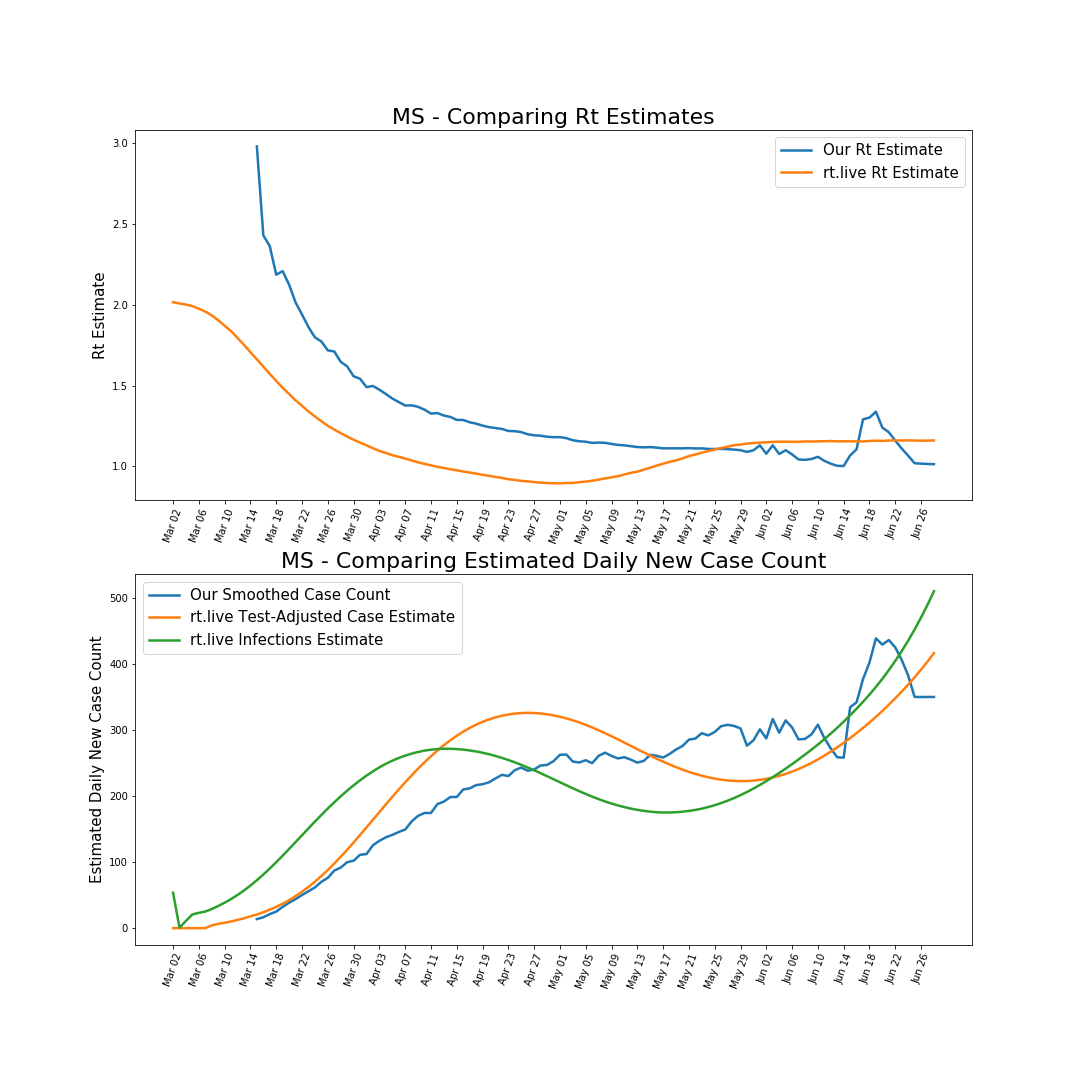 MS - Comparing Rt Estimates
Our Rt Estimate
rt.live Rt Estimate
Rt Estimate
3.0
2.5
2.0
1.5
1.0
Mar 02 Mar 06 Mar 10 Mar 14 Mar 18 Mar 22 Mar 26 Mar 30 Apr 03 Apr 07 Apr 11 Apr 15 Apr 19 Apr 23 Apr 27 May 01 May 05 May 09 May 13 May 17 May 21 May 25 May 29 Jun 02 Jun 06 Jun 10 Jun 14 Jun 18 Jun 22 Jun 26
MS - Comparing Estimated Daily New Case Count
Our Smoothed Case Count
rt.live Test-Adjusted Case Estimate
rt.live Infections Estimate
Estimated Daily New Case Count
500
400
300
200
100
0
Mar 02 Mar 06 Mar 10 Mar 14 Mar 18 Mar 22 Mar 26 Mar 30 Apr 03 Apr 07 Apr 11 Apr 15 Apr 19 Apr 23 Apr 27 May 01 May 05 May 09 May 13 May 17 May 21 May 25 May 29 Jun 02 Jun 06 Jun 10 Jun 14 Jun 18 Jun 22 Jun 26